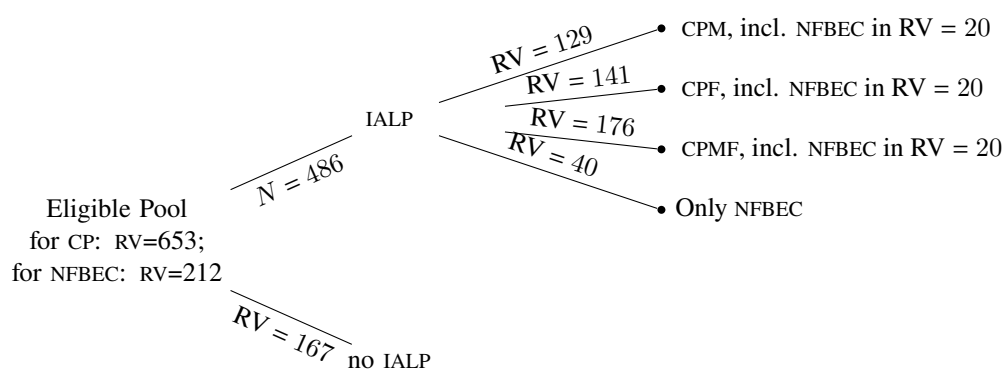 RV = 129
CPM, incl. NFBEC in RV = 20
RV = 141
CPF, incl. NFBEC in RV = 20
IALP
RV = 176
CPMF, incl. NFBEC in RV = 20
RV = 40
Only NFBEC
N = 486
Eligible Pool
for CP: RV=653;
for NFBEC: RV=212
RV = 167
no IALP